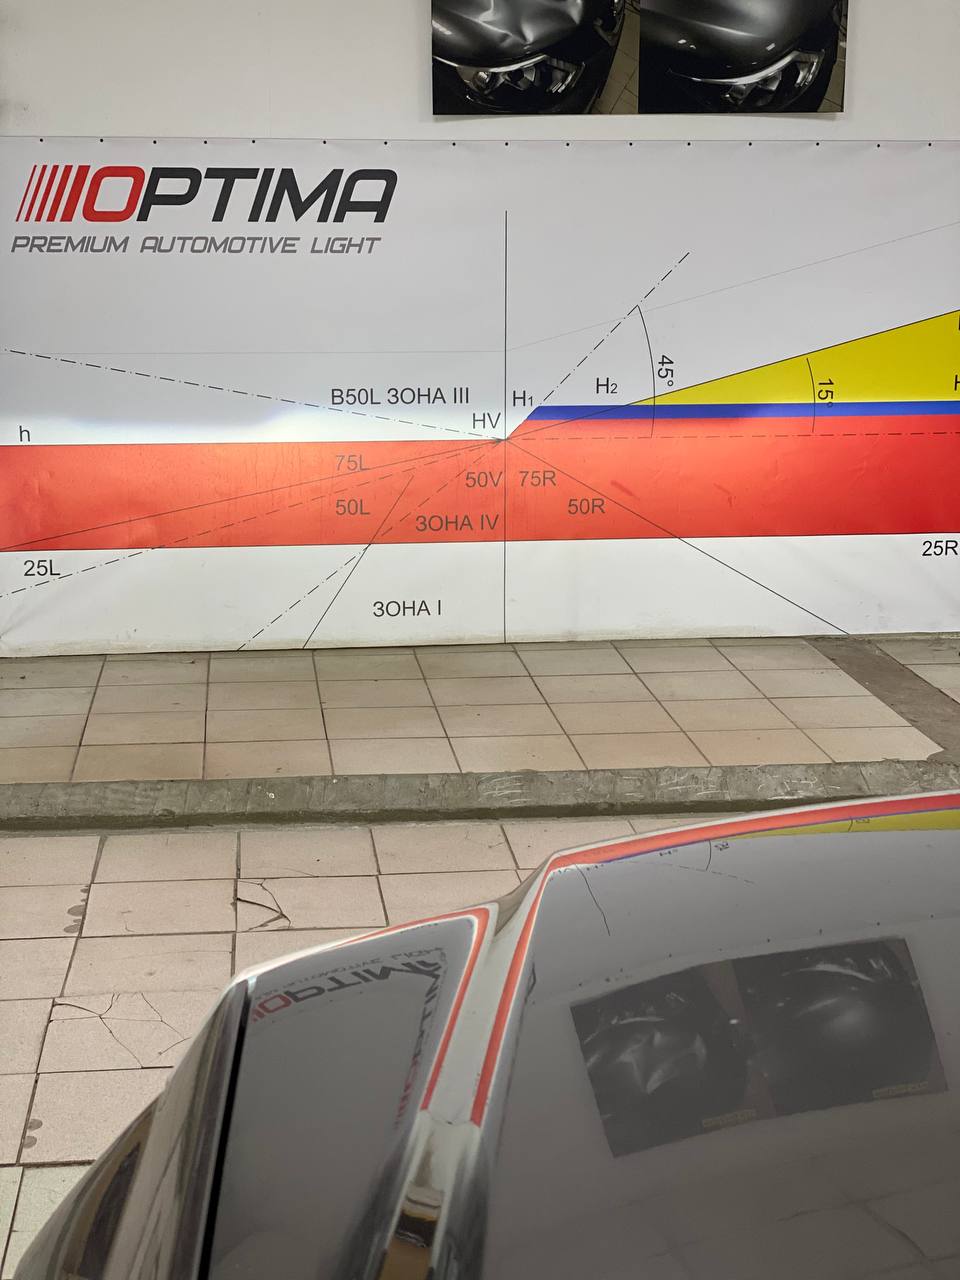 OPTIMA
PREMIUM AUTOMOTIVE LIGHT
45°
H2
15°
B50L ЗОНА III
H1
HV
h
75L
50V
75R
50L
50R
ЗОНА IV
25L
25R
ЗОНА I
OPTIMA